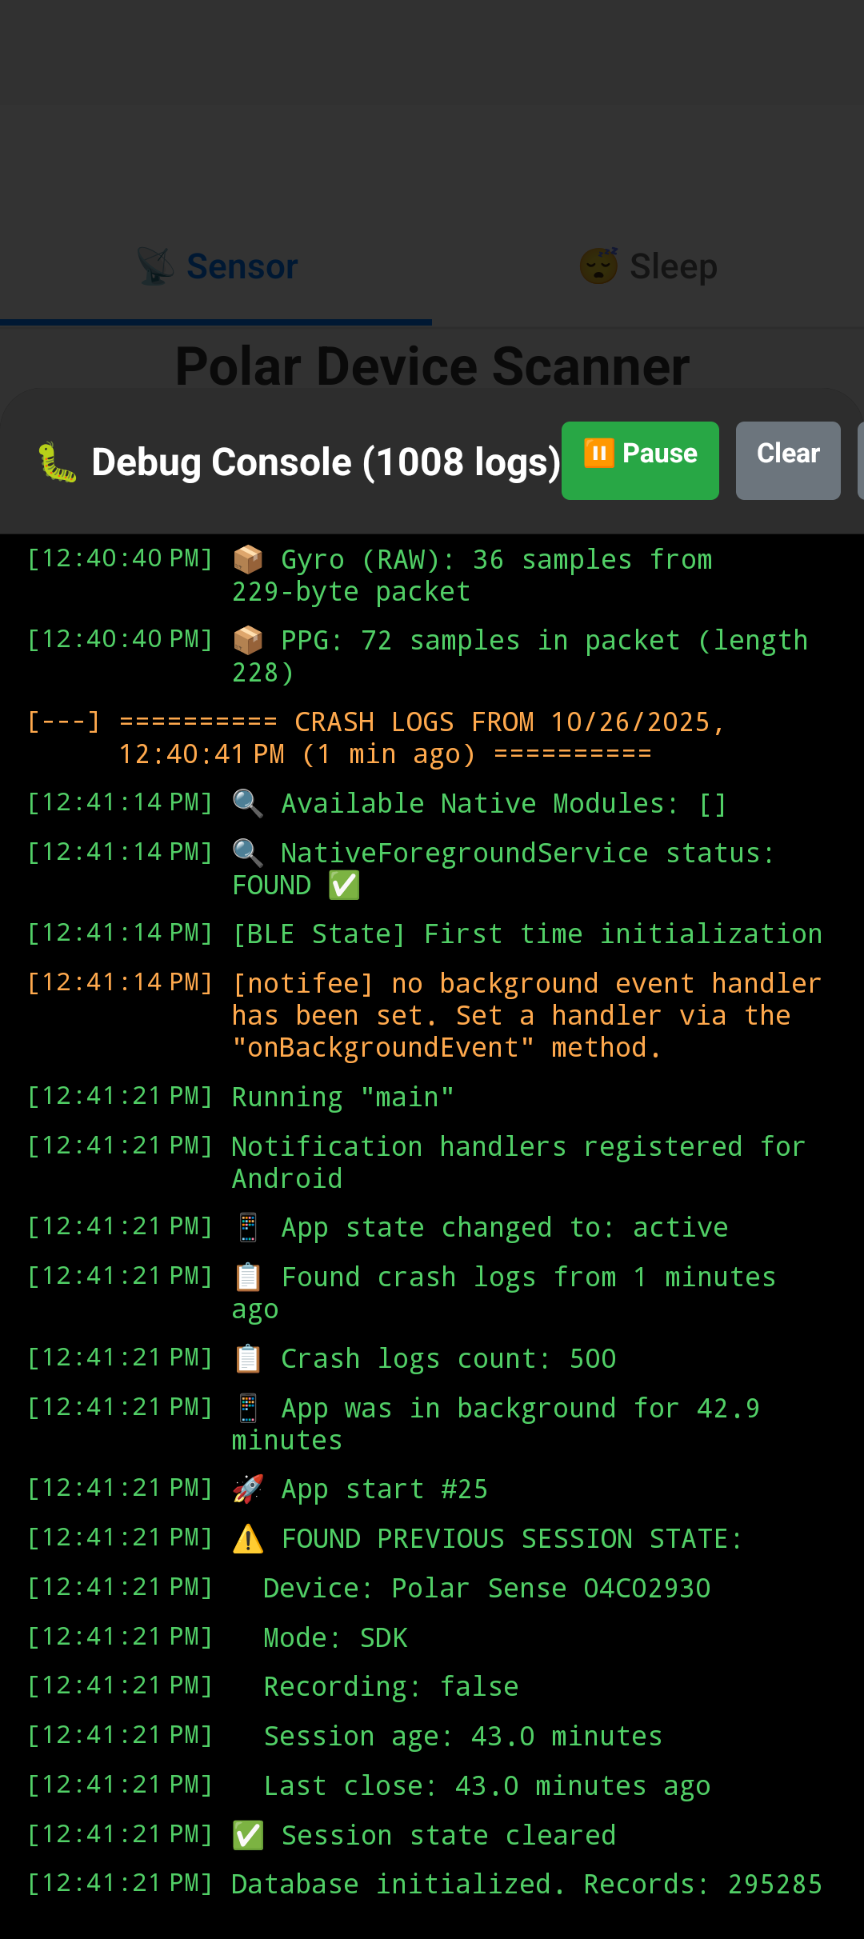 📡 Sensor
😴 Sleep
Polar Device Scanner
🐛 Debug Console (1008 logs)
⏸️ Pause
Clear
[12:40:40 PM] 📦 Gyro (RAW): 36 samples from
229-byte packet
[12:40:40 PM] 📦 PPG: 72 samples in packet (length
228)
[---] ========== CRASH LOGS FROM 10/26/2025,
12:40:41 PM (1 min ago) ==========
[12:41:14 PM] 🔍 Available Native Modules: []
[12:41:14 PM] 🔍 NativeForegroundService status:
FOUND ✅
[12:41:14 PM] [BLE State] First time initialization
[12:41:14 PM] [notifee] no background event handler
has been set. Set a handler via the
"onBackgroundEvent" method.
[12:41:21 PM] Running "main"
[12:41:21 PM] Notification handlers registered for
Android
[12:41:21 PM] 📱 App state changed to: active
[12:41:21 PM] 📋 Found crash logs from 1 minutes
ago
[12:41:21 PM] 📋 Crash logs count: 500
[12:41:21 PM] 📱 App was in background for 42.9
minutes
[12:41:21 PM] 🚀 App start #25
[12:41:21 PM] ⚠️ FOUND PREVIOUS SESSION STATE:
[12:41:21 PM] Device: Polar Sense 04C02930
[12:41:21 PM] Mode: SDK
[12:41:21 PM] Recording: false
[12:41:21 PM] Session age: 43.0 minutes
[12:41:21 PM] Last close: 43.0 minutes ago
[12:41:21 PM] ✅ Session state cleared
[12:41:21 PM] Database initialized. Records: 295285